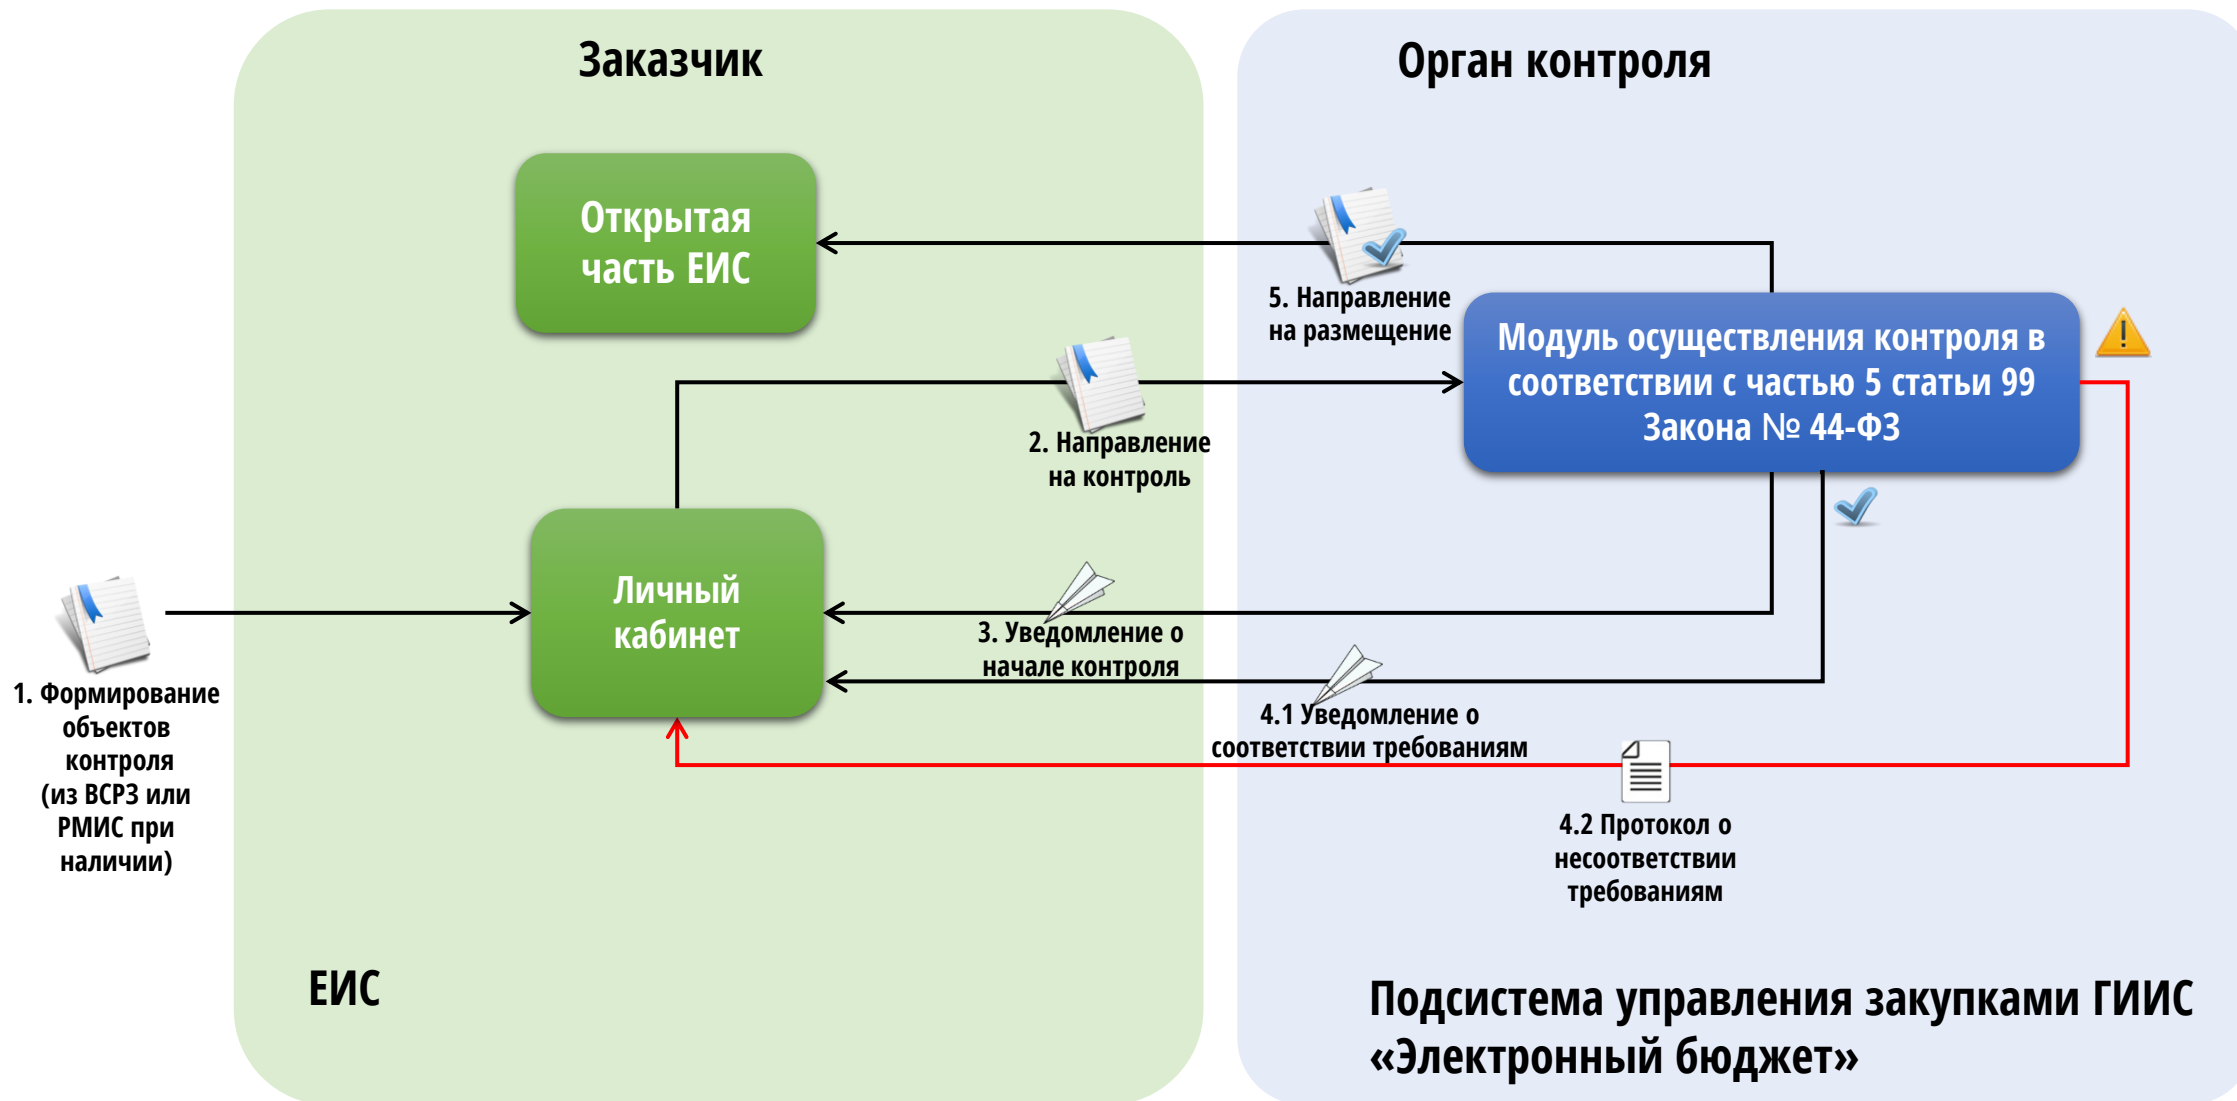 Заказчик
Орган контроля
Открытая
часть ЕИС
5. Направление
на размещение
Модуль осуществления контроля в
соответствии с частью 5 статьи 99
Закона № 44-ФЗ
2. Направление
на контроль
Личный
кабинет
3. Уведомление о
начале контроля
1. Формирование
объектов
контроля
(из ВСРЗ или
РМИС при
наличии)
4.1 Уведомление о
соответствии требованиям
4.2 Протокол о
несоответствии
требованиям
ЕИС
Подсистема управления закупками ГИИС
«Электронный бюджет»